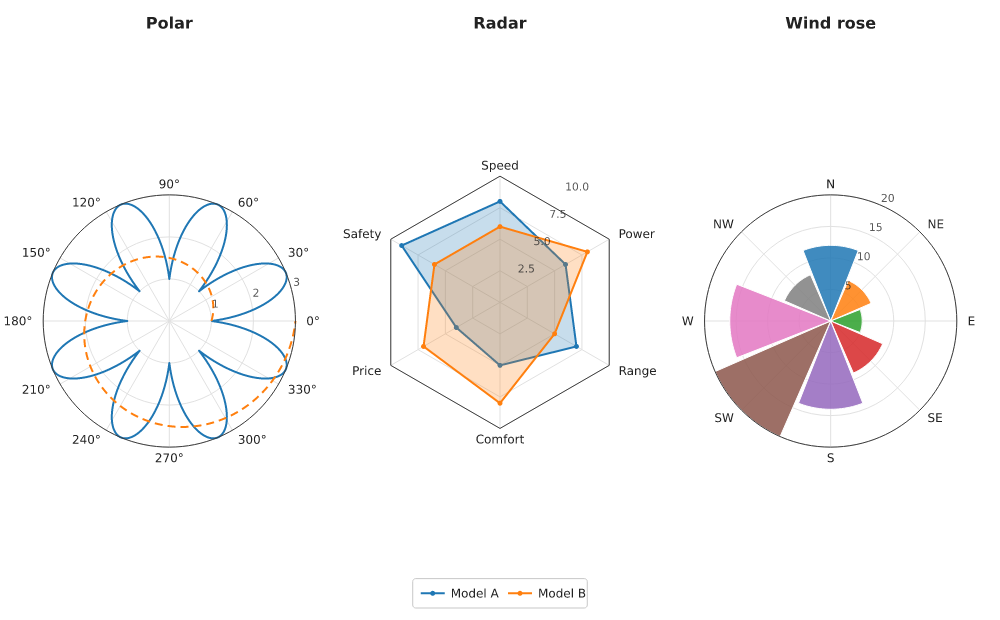 Polar
Radar
Wind rose
90°
120°
60°
150°
30°
180°
0°
210°
330°
240°
300°
270°
1
2
3
Speed
Safety
Power
Price
Range
Comfort
10.0
7.5
5.0
2.5
N
NW
NE
W
E
SW
SE
S
20
15
10
5
Model A
Model B